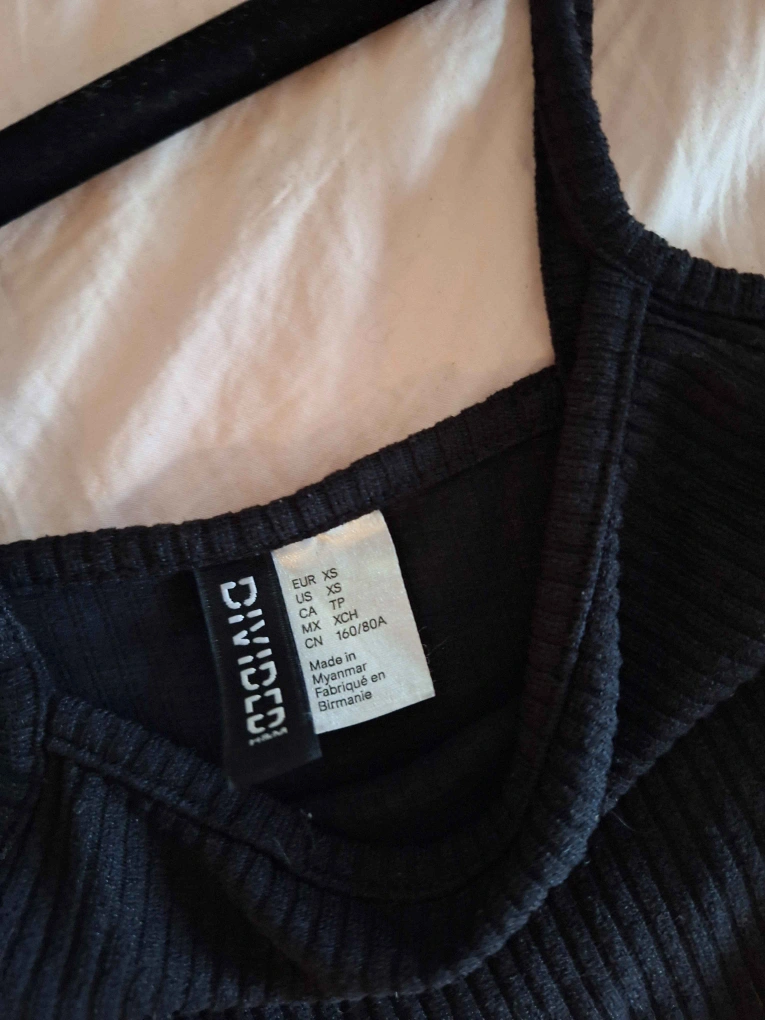 DIVIDED
H&M
EUR XS
US XS
CA TP
MX XCH
CN 160/80A
Made in
Myanmar
Fabriqué en
Birmanie